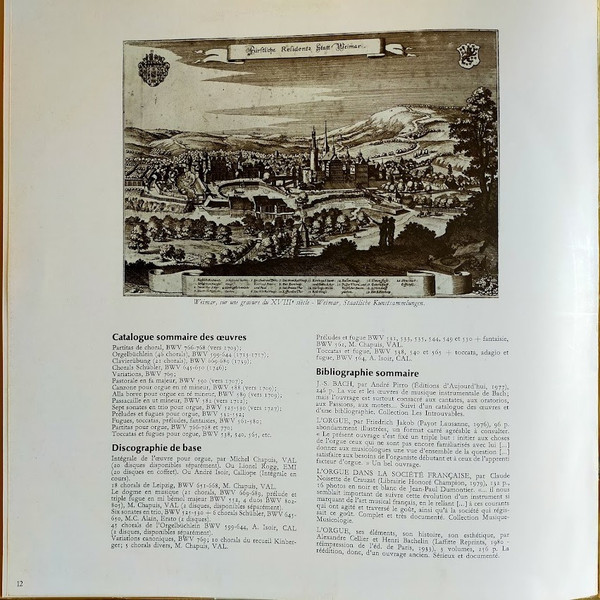 Fürstliche Residentz Statt Weimar
Weimar, sur une gravure du XVIIIe siècle - Weimar, Staatliche Kunstsammlungen.
Catalogue sommaire des œuvres
Partitas de choral, BWV 766-768 (vers 1705);
Orgelbüchlein (46 chorals), BWV 599-644 (1713-1717);
Clavierübung (21 chorals), BWV 669-689 (1739);
Chorals Schübler, BWV 645-650 (1746);
Variations, BWV 769;
Pastorale en fa majeur, BWV 590
Canzone pour orgue en ré mineur, BWV 588 (vers 1709);
Alla breve pour orgue en ré majeur, BWV 589 (vers 1709);
Passacaille en ut mineur, BWV 582
Sept sonates en trio pour orgue, BWV
Préludes et fugues pour orgue, BWV 531-552;
Fugues, toccatas, préludes, fantaisies, BWV 561-580;
Partitas pour orgue, BWV 766-768 et 770;
Toccatas et fugues pour orgue, BWV 538, 540, 565, etc.
Discographie de base
Intégrale de l'œuvre pour orgue, par Michel Chapuis, VAL
(20 disques disponibles séparément). Ou Lionel Rogg, EMI
(20 disques en coffret). Ou André Isoir, Calliope (Intégrale en
cours).
18 chorals de Leipzig, BWV 651-668, M. Chapuis, VAL.
Le dogme en musique (21 chorals, BWV 669-689, prélude et
triple fugue en mi bémol majeur BWV 552, 4 duos BWV 802-
805), M. Chapuis, VAL (2 disques, disponibles séparément).
Six sonates en trio, BWV 525-530 + 6 chorals Schübler, BWV 645-
650, M.C. Alain, Erato (2 disques).
45 chorals de l'Orgelbüchlein BWV 599-644, A. Isoir, CAL
(2 disques, disponibles séparément).
Variations canoniques, BWV 769; 10 chorals du recueil Kirnber-
ger; 5 chorals divers, M. Chapuis, VAL.
Préludes et fugues BWV 532, 533, 535, 544, 549 et 550 + fantaisie,
BWV 562, M. Chapuis, VAL.
Toccatas et fugues, BWV 538, 540 et 565 + toccata, adagio et
fugue, BWV 564, A. Isoir, CAL.
Bibliographie sommaire
J.-S. BACH, par André Pirro (Éditions d'Aujourd'hui, 1977),
446 p. La vie et les œuvres de musique instrumentale de Bach;
mais l'ouvrage est surtout consacré aux cantates, aux oratorios,
aux Passions, aux motets... Suivi d'un catalogue des œuvres et
d'une bibliographie. Collection Les Introuvables.
L'ORGUE, par Friedrich Jakob (Payot Lausanne, 1976), 96 p.
abondamment illustrées, un format carré agréable à consulter.
« Le présent ouvrage s'est fixé un triple but : initier aux choses
de l'orgue ceux qui ne sont pas encore familiarisés avec lui [...]
donner aux musicologues une vue d'ensemble de la question [...]
satisfaire aux besoins de l'organiste débutant et à ceux de l'apprenti
facteur d'orgue. » Un bel ouvrage.
L'ORGUE DANS LA SOCIÉTÉ FRANÇAISE, par Claude
Noisette de Crauzat (Librairie Honoré Champion, 1979), 152 p.,
16 photos en noir et blanc de Jean-Paul Dumontier. «.. il nous
semblait important de suivre cette évolution d'un instrument si
marquant de l'art musical français, en le reliant [...] à ces courants
qui ont agité et traversé le goût, ainsi qu'à la société qui régis-
sait ce goût. Complet et très documenté. Collection Musique-
Musicologie.
L'ORGUE, ses éléments, son histoire, son esthétique, par
Alexandre Cellier et Henri Bachelin (Laffitte Reprints, 1980 -
réimpression de l'éd. de Paris, 1933), 3 volumes, 256 p. La
réédition, donc, d'un ouvrage ancien. Sérieux et documenté.
12